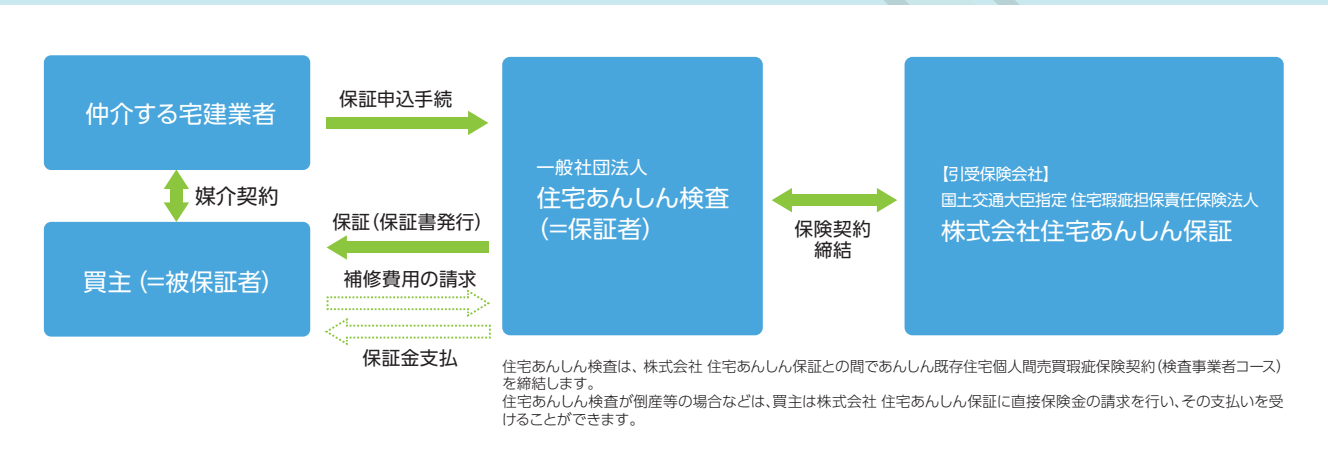 仲介する宅建業者
保証申込手続
媒介契約
買主（=被保証者）
保証（保証書発行）
補修費用の請求
保証金支払
一般社団法人
住宅あんしん検査
（=保証者）
保険契約
締結
【引受保険会社】
国土交通大臣指定 住宅瑕疵担保責任保険法人
株式会社住宅あんしん保証
住宅あんしん検査は、株式会社 住宅あんしん保証との間であんしん既存住宅個人間売買瑕疵保険契約（検査事業者コース）
を締結します。
住宅あんしん検査が倒産等の場合などは、買主は株式会社 住宅あんしん保証に直接保険金の請求を行い、その支払いを受
けることができます。